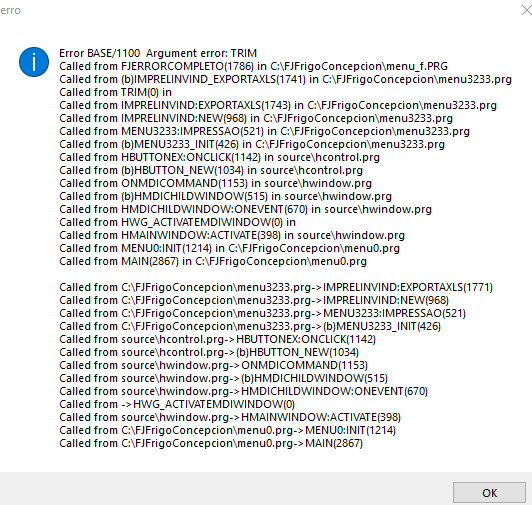 erro
Error BASE/1100  Argument error: TRIM
Called from FJERRORCOMPLETO(1786) in C:\FJFrigoConcepcion\menu_f.PRG
Called from (b)IMPRELINVIND_EXPORTAXLS(1741) in C:\FJFrigoConcepcion\menu3233.prg
Called from TRIM(0) in
Called from IMPRELINVIND:EXPORTAXLS(1743) in C:\FJFrigoConcepcion\menu3233.prg
Called from IMPRELINVIND:NEW(968) in C:\FJFrigoConcepcion\menu3233.prg
Called from MENU3233:IMPRESSAO(521) in C:\FJFrigoConcepcion\menu3233.prg
Called from (b)MENU3233_INIT(426) in C:\FJFrigoConcepcion\menu3233.prg
Called from HBUTTONEX:ONCLICK(1142) in source\hcontrol.prg
Called from (b)HBUTTON_NEW(1034) in source\hcontrol.prg
Called from ONMDICOMMAND(1153) in source\hwindow.prg
Called from (b)HMDICHILDWINDOW(515) in source\hwindow.prg
Called from HMDICHILDWINDOW:ONEVENT(670) in source\hwindow.prg
Called from HWG_ACTIVATEMDIWINDOW(0) in
Called from HMAINWINDOW:ACTIVATE(398) in source\hwindow.prg
Called from MENU0:INIT(1214) in C:\FJFrigoConcepcion\menu0.prg
Called from MAIN(2867) in C:\FJFrigoConcepcion\menu0.prg
Called from C:\FJFrigoConcepcion\menu3233.prg->IMPRELINVIND:EXPORTAXLS(1771)
Called from C:\FJFrigoConcepcion\menu3233.prg->IMPRELINVIND:NEW(968)
Called from C:\FJFrigoConcepcion\menu3233.prg->MENU3233:IMPRESSAO(521)
Called from C:\FJFrigoConcepcion\menu3233.prg->(b)MENU3233_INIT(426)
Called from source\hcontrol.prg->HBUTTONEX:ONCLICK(1142)
Called from source\hcontrol.prg->(b)HBUTTON_NEW(1034)
Called from source\hwindow.prg->ONMDICOMMAND(1153)
Called from source\hwindow.prg->(b)HMDICHILDWINDOW(515)
Called from source\hwindow.prg->HMDICHILDWINDOW:ONEVENT(670)
Called from ->HWG_ACTIVATEMDIWINDOW(0)
Called from source\hwindow.prg->HMAINWINDOW:ACTIVATE(398)
Called from C:\FJFrigoConcepcion\menu0.prg->MENU0:INIT(1214)
Called from C:\FJFrigoConcepcion\menu0.prg->MAIN(2867)
OK